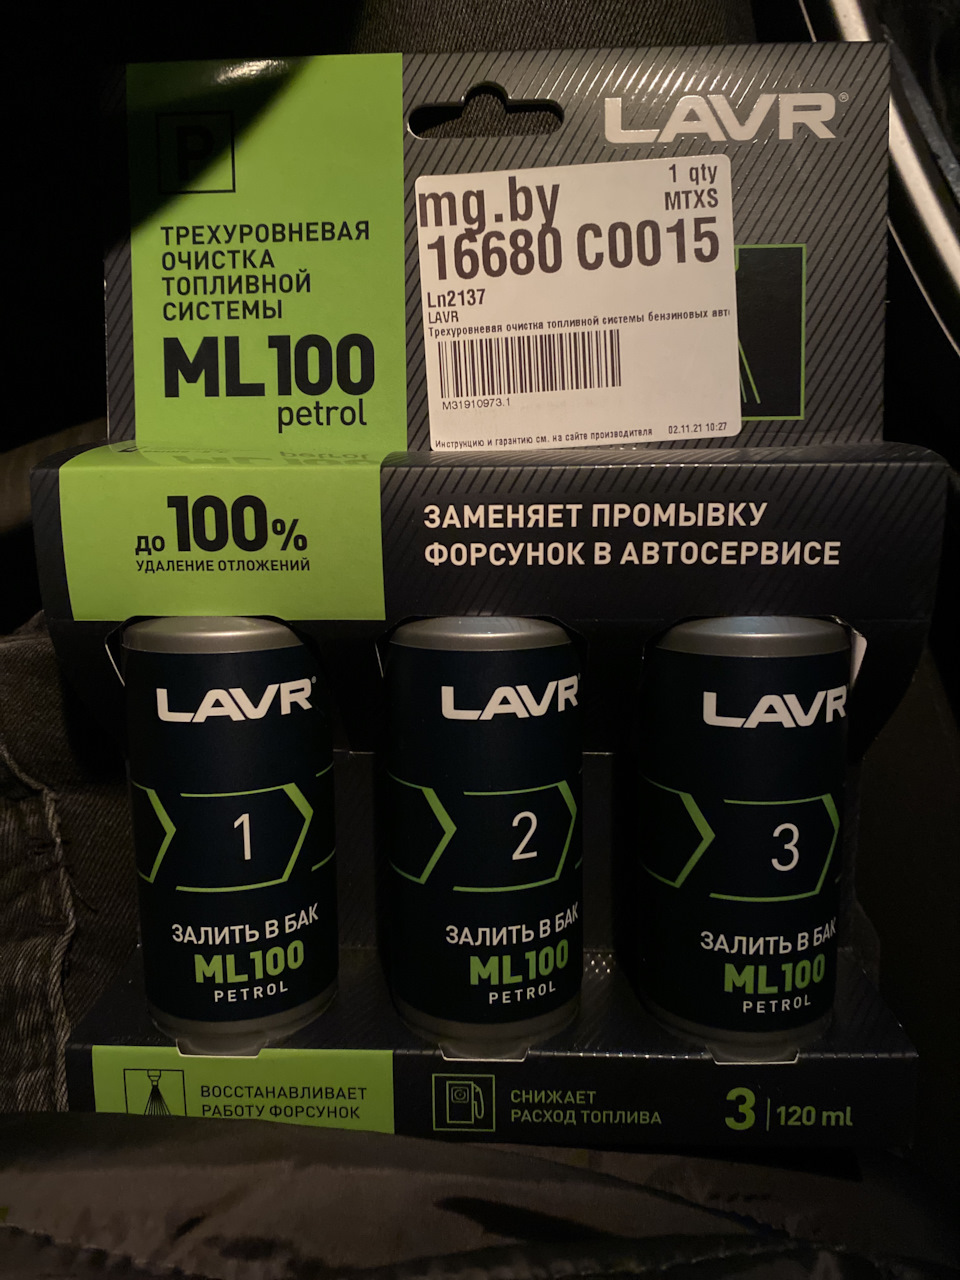 P
ТРЕХУРОВНЕВАЯ
ОЧИСТКА
ТОПЛИВНОЙ
СИСТЕМЫ
ML100
petrol
LAVR®
mg.by
1 qty
MTXS
16680 C0015
Ln2137
LAVR
Трехуровневая очистка топливной системы бензиновых авт
M31910973.1
Инструкцию и гарантию см. на сайте производителя
02.11.21 10:27
до 100%
УДАЛЕНИЕ ОТЛОЖЕНИЙ
ЗАМЕНЯЕТ ПРОМЫВКУ
ФОРСУНОК В АВТОСЕРВИСЕ
LAVR®
1
ЗАЛИТЬ В БАК
ML100
PETROL
LAVR
2
ЗАЛИТЬ В БАК
ML100
PETROL
LAVR
3
ЗАЛИТЬ В БАК
ML100
PETROL
ВОССТАНАВЛИВАЕТ
РАБОТУ ФОРСУНОК
СНИЖАЕТ
РАСХОД ТОПЛИВА
3 | 120 ml